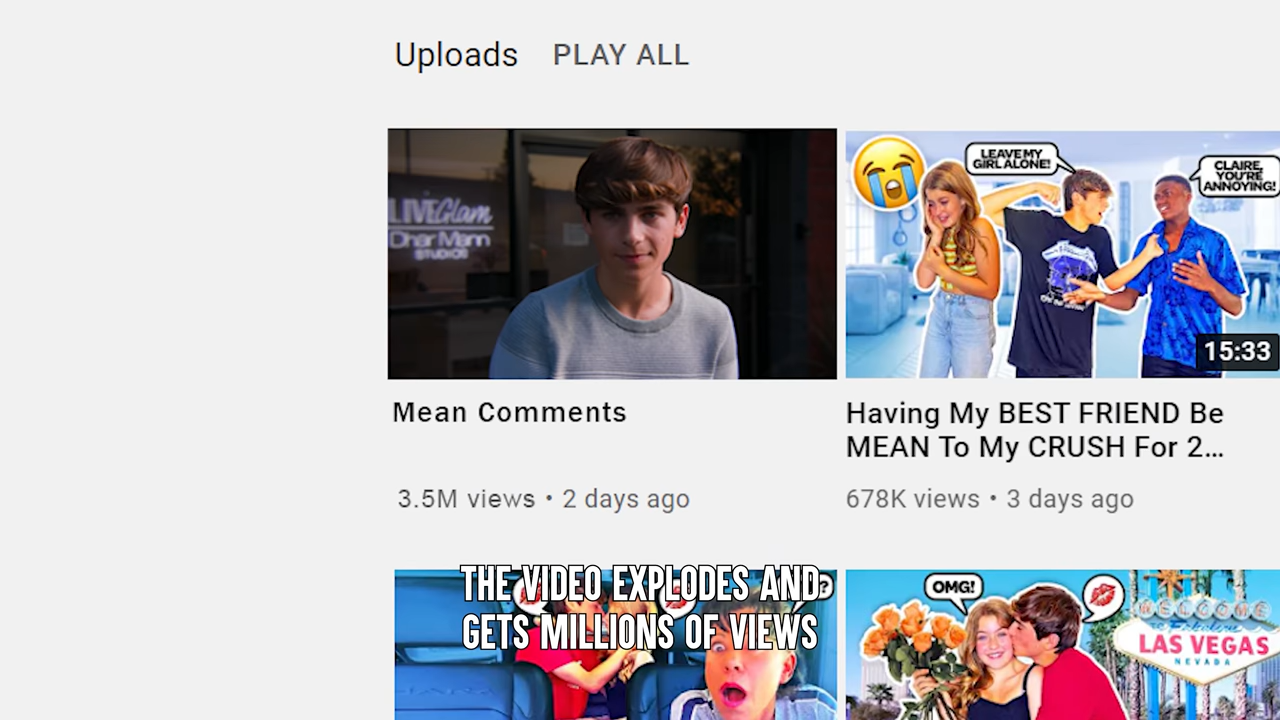 Uploads PLAY ALL
LIVEGlam
Dhar Mann
STUDIOS
LEAVE MY
GIRL ALONE!
CLAIRE,
YOU'RE
ANNOYING!
15:33
Mean Comments
Having My BEST FRIEND Be
MEAN To My CRUSH For 2...
3.5M views • 2 days ago
678K views • 3 days ago
THE VIDEO EXPLODES AND
GETS MILLIONS OF VIEWS
?
OMG!
WELCOME
To Fabulous
LAS VEGAS
NEVADA